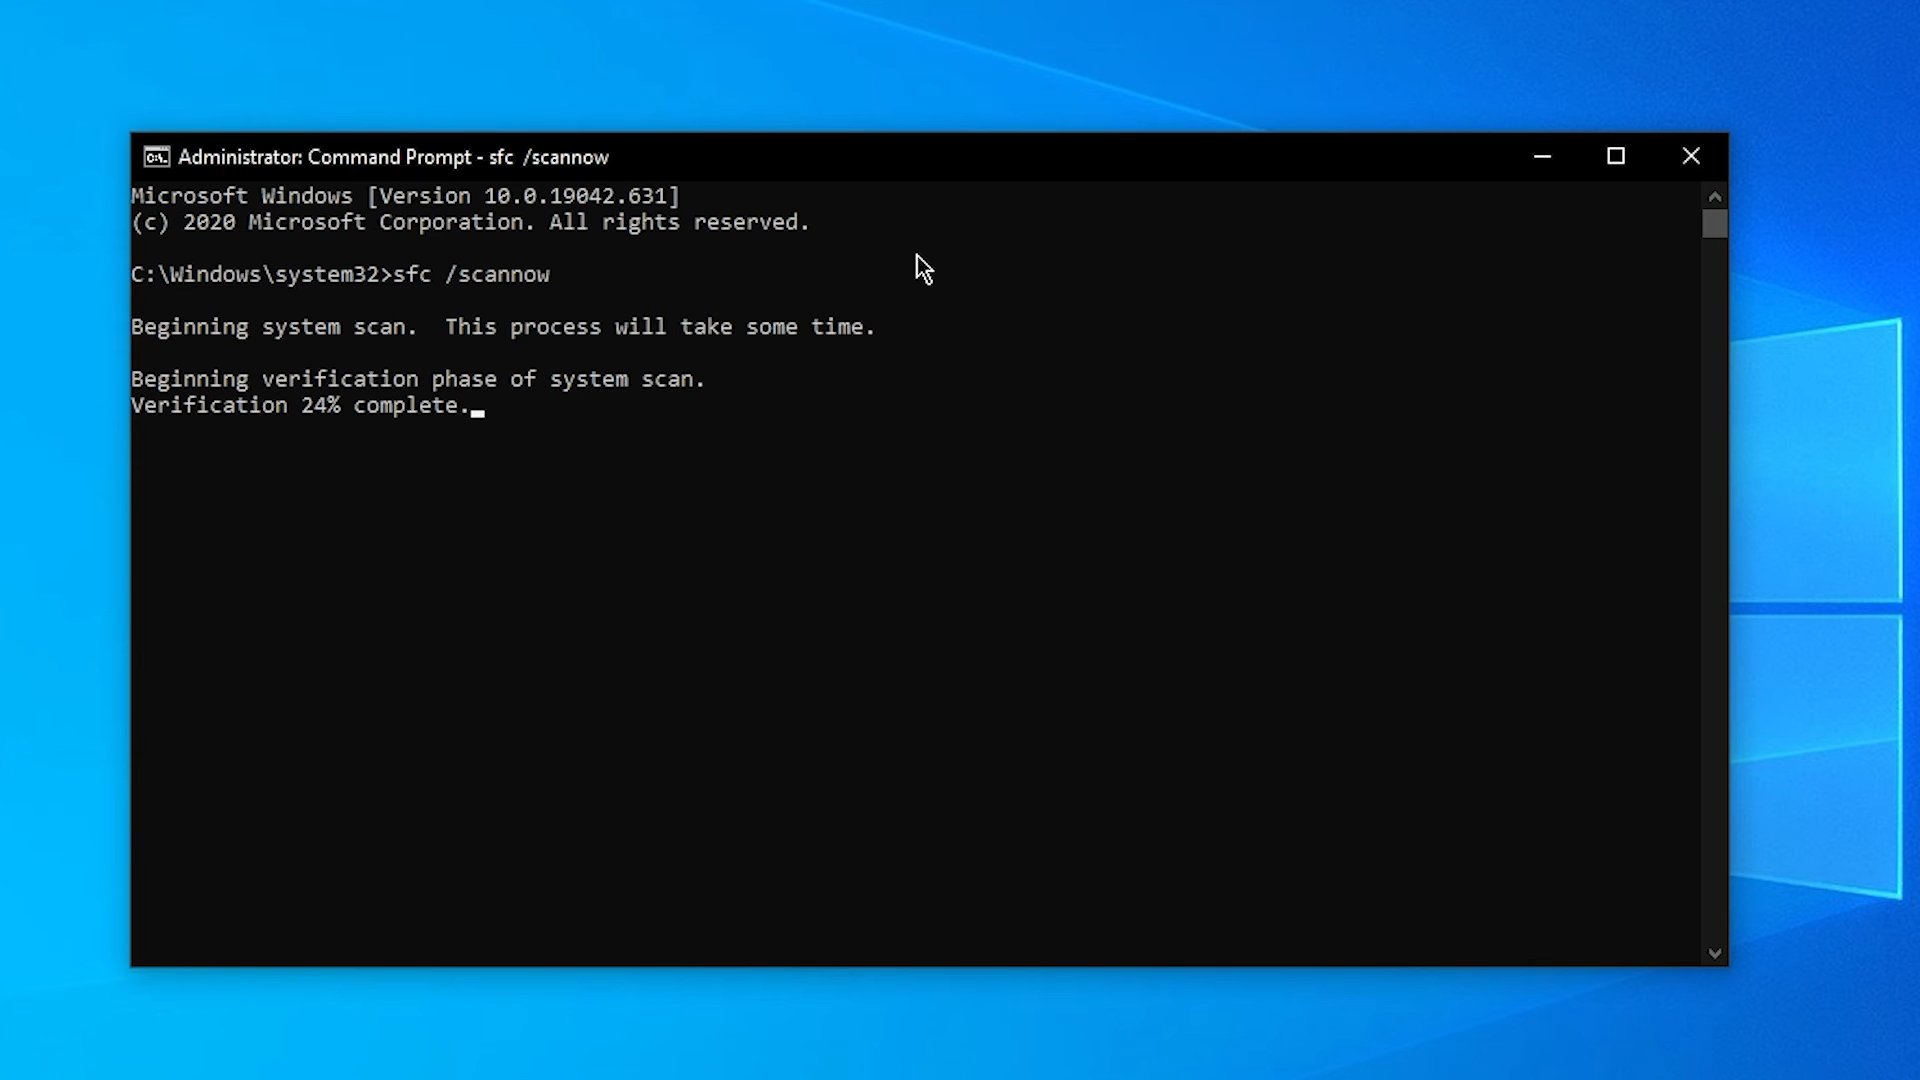 Administrator: Command Prompt - sfc  /scannow
Microsoft Windows [Version 10.0.19042.631]
(c) 2020 Microsoft Corporation. All rights reserved.
C:\Windows\system32>sfc /scannow
Beginning system scan.  This process will take some time.
Beginning verification phase of system scan.
Verification 24% complete.